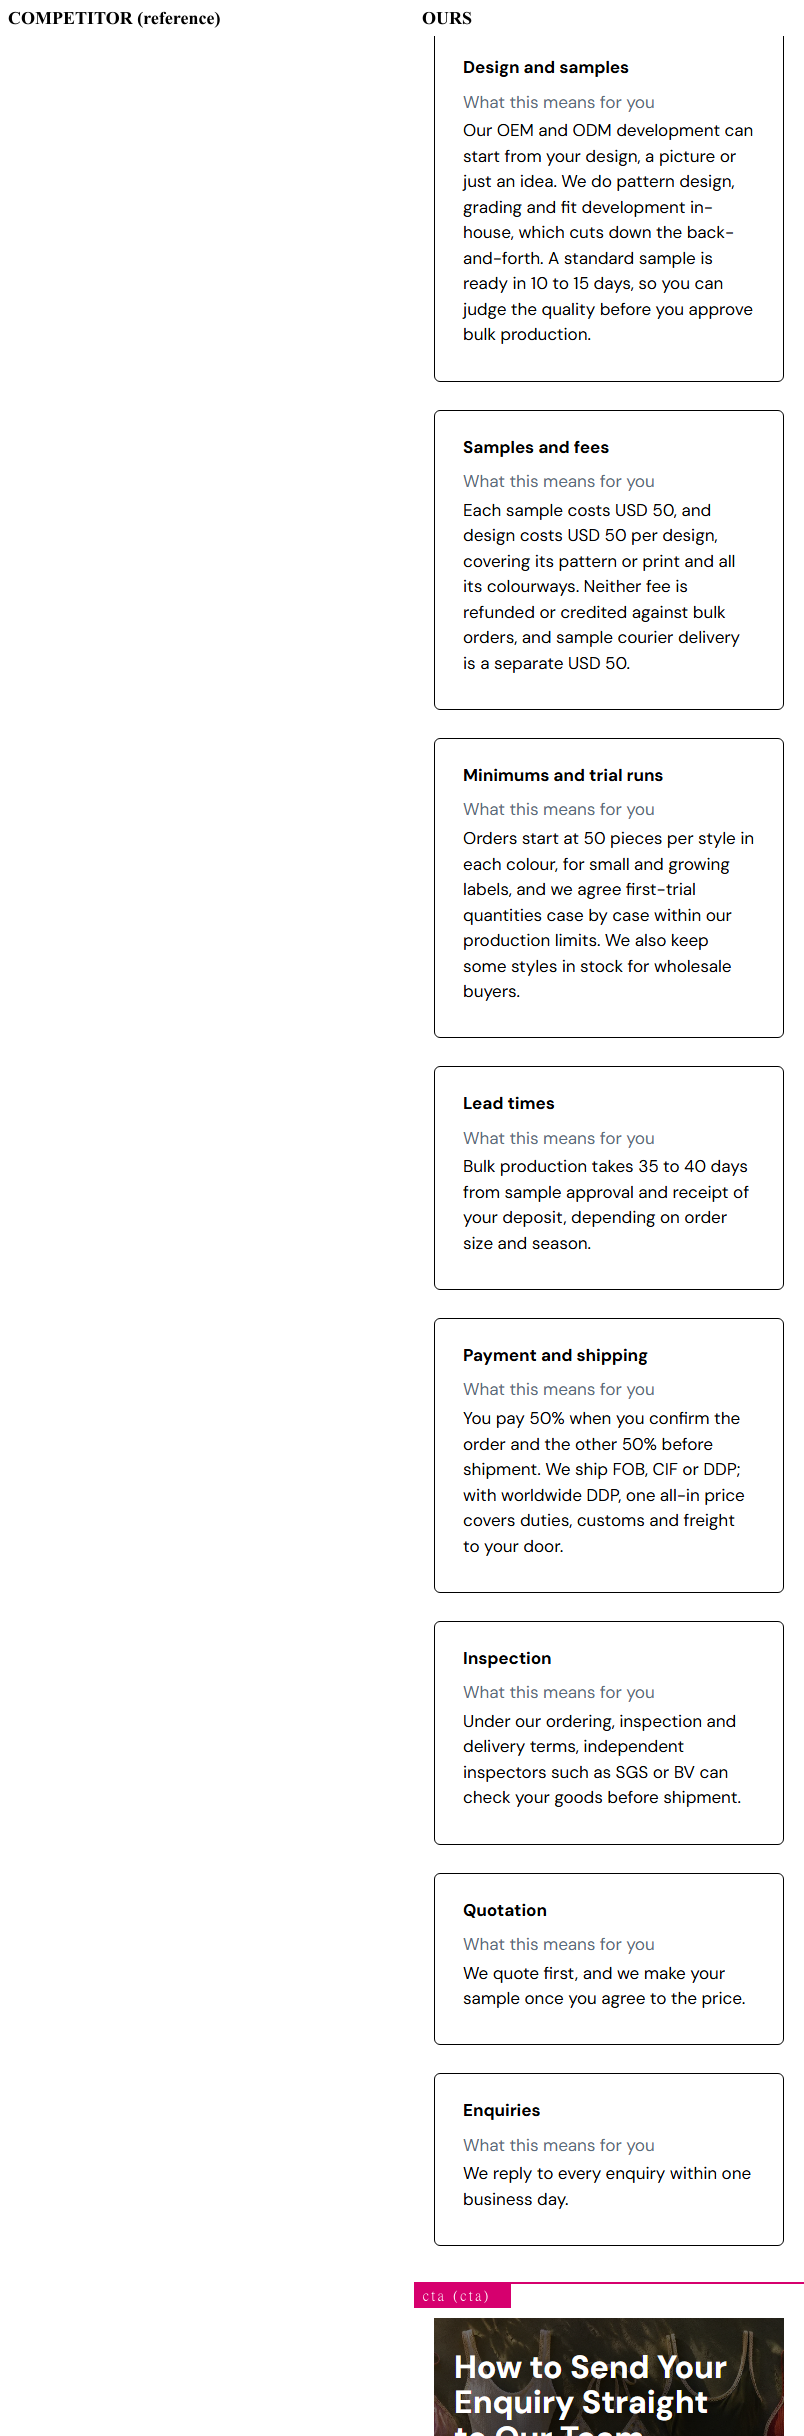 COMPETITOR (reference)
OURS
Design and samples
What this means for you
Our OEM and ODM development can
start from your design, a picture or
just an idea. We do pattern design,
grading and fit development in-
house, which cuts down the back-
and-forth. A standard sample is
ready in 10 to 15 days, so you can
judge the quality before you approve
bulk production.
Samples and fees
What this means for you
Each sample costs USD 50, and
design costs USD 50 per design,
covering its pattern or print and all
its colourways. Neither fee is
refunded or credited against bulk
orders, and sample courier delivery
is a separate USD 50.
Minimums and trial runs
What this means for you
Orders start at 50 pieces per style in
each colour, for small and growing
labels, and we agree first-trial
quantities case by case within our
production limits. We also keep
some styles in stock for wholesale
buyers.
Lead times
What this means for you
Bulk production takes 35 to 40 days
from sample approval and receipt of
your deposit, depending on order
size and season.
Payment and shipping
What this means for you
You pay 50% when you confirm the
order and the other 50% before
shipment. We ship FOB, CIF or DDP;
with worldwide DDP, one all-in price
covers duties, customs and freight
to your door.
Inspection
What this means for you
Under our ordering, inspection and
delivery terms, independent
inspectors such as SGS or BV can
check your goods before shipment.
Quotation
What this means for you
We quote first, and we make your
sample once you agree to the price.
Enquiries
What this means for you
We reply to every enquiry within one
business day.
cta (cta)
How to Send Your
Enquiry Straight
to Our Team